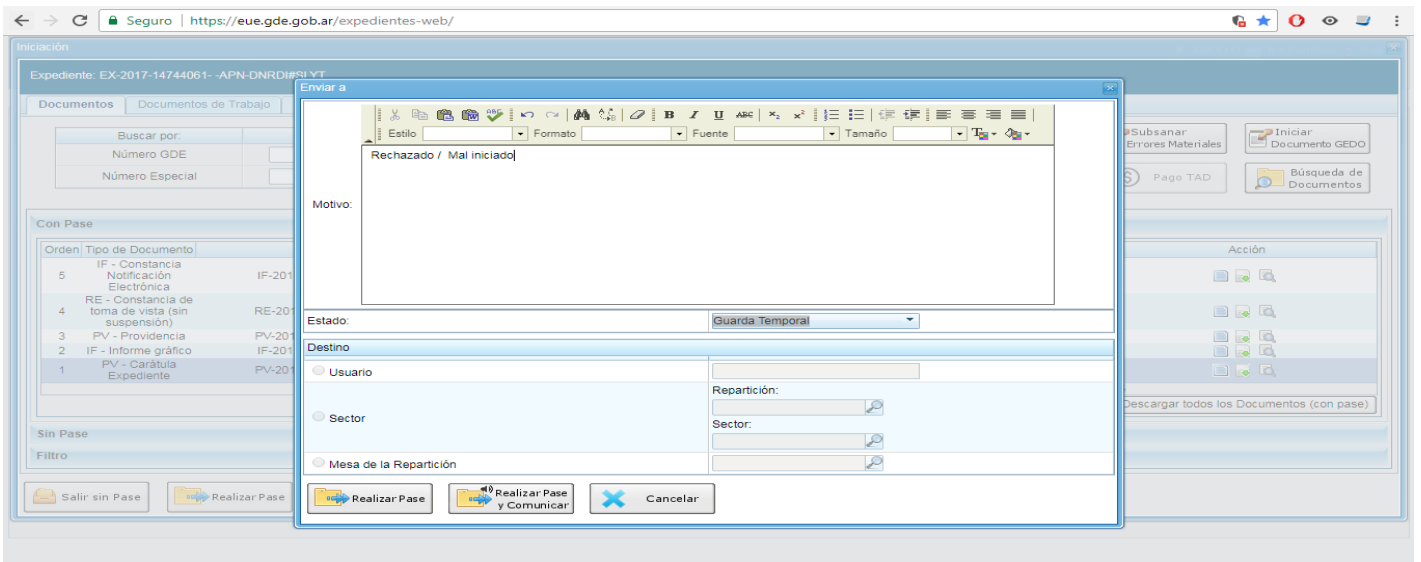 Seguro | https://eue.gde.gob.ar/expedientes-web/
Iniciación
Expediente: EX-2017-14744061- -APN-DNRDI#SLYT
Documentos
Documentos de Trabajo
Buscar por:
Número GDE
Número Especial
Subsanar
Errores Materiales
Iniciar
Documento GEDO
Pago TAD
Búsqueda de
Documentos
Con Pase
Orden
Tipo de Documento
Acción
5
IF - Constancia
Notificación
Electrónica
IF-201
4
RE - Constancia de
toma de vista (sin
suspensión)
RE-201
3
PV - Providencia
PV-201
2
IF - Informe gráfico
IF-201
1
PV - Carátula
Expediente
PV-201
Descargar todos los Documentos (con pase)
Sin Pase
Filtro
Salir sin Pase
Realizar Pase
Enviar a
B I U ABC x₂ x²
Estilo
Formato
Fuente
Tamaño
Motivo:
Rechazado / Mal iniciado
Estado:
Guarda Temporal
Destino
Usuario
Sector
Repartición:
Sector:
Mesa de la Repartición
Realizar Pase
Realizar Pase
y Comunicar
Cancelar